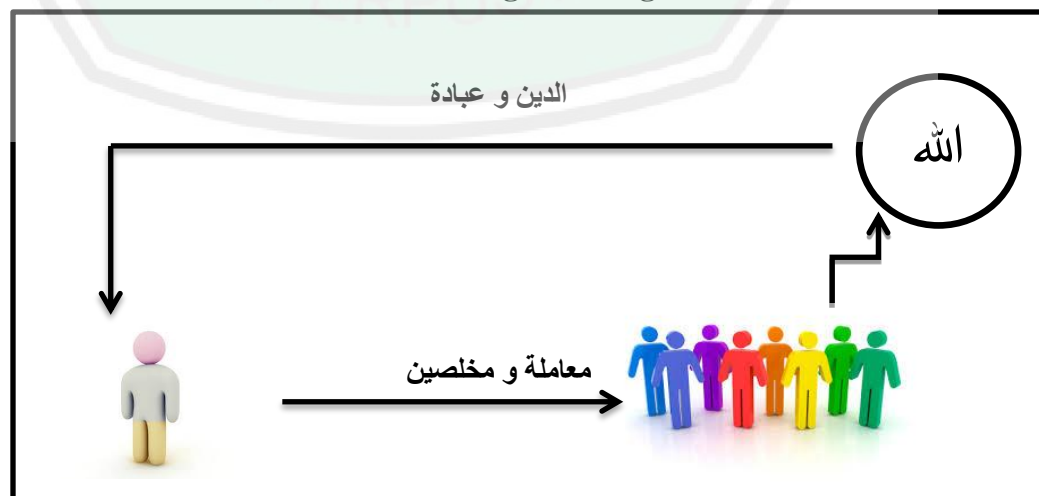 الدين و عبادة
الله
معاملة و مخلصين